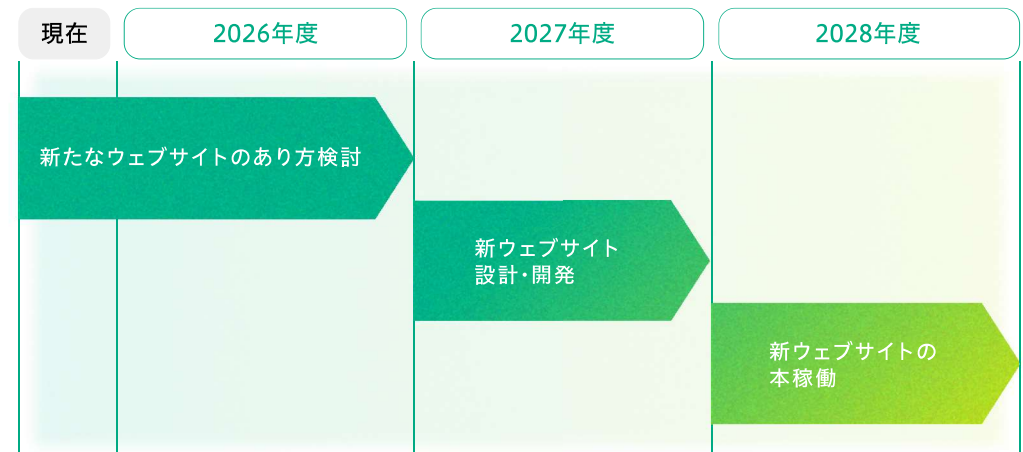 現在
2026年度
2027年度
2028年度
新たなウェブサイトのあり方検討
新ウェブサイト
設計・開発
新ウェブサイトの
本稼働